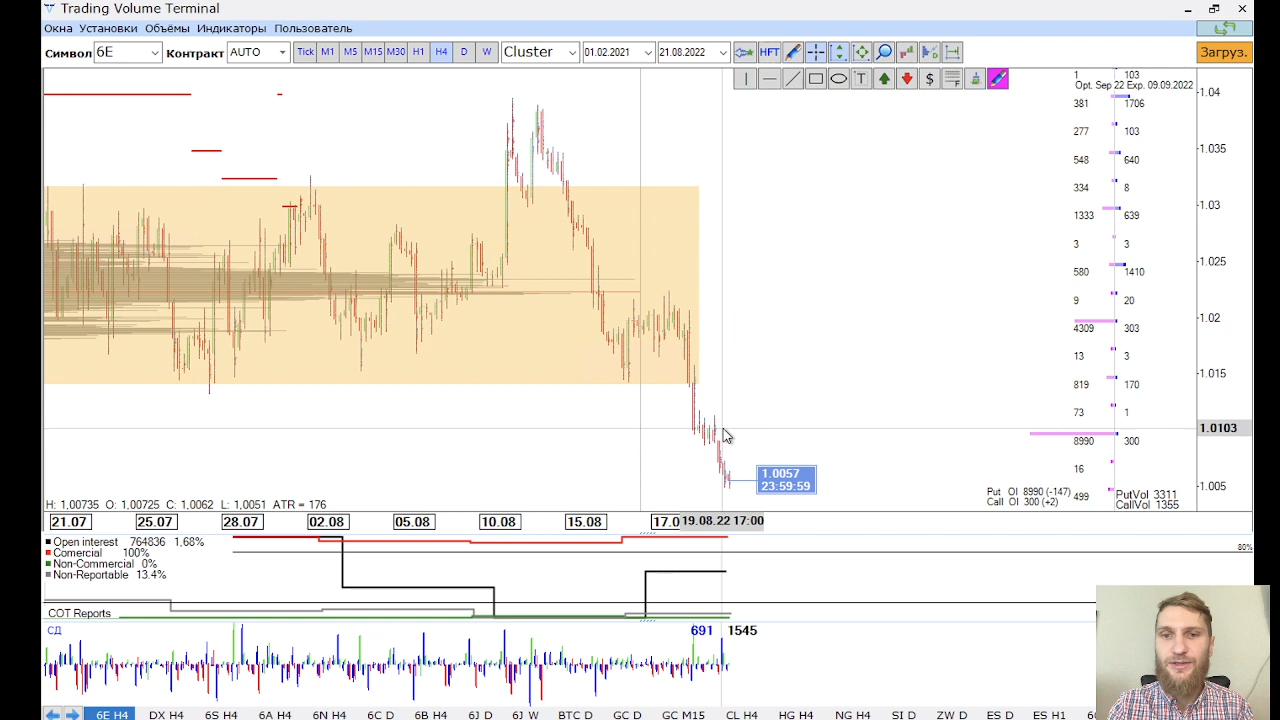 Trading Volume Terminal
Окна Установки Объёмы Индикаторы Пользователь
Символ 6E Контракт AUTO Tick M1 M5 M15 M30 H1 H4 D W Cluster 01.02.2021 21.08.2022 HFT Загруз.
T $ F
1 103
Opt. Sep 22 Exp. 09.09.2022
381 1706
277 103
548 640
334 8
1333 639
3 3
580 1410
9 20
4309 303
13 3
819 170
73 1
8990 300
16
499
1.04
1.035
1.03
1.025
1.02
1.015
1.0103
1.005
1.0057
23:59:59
Put OI 8990 (-147)
Call OI 300 (+2)
PutVol 3311
CallVol 1355
H: 1,00735 O: 1,00725 C: 1,0062 L: 1,0051 ATR = 176
21.07 25.07 28.07 02.08 05.08 10.08 15.08 17.0 19.08.22 17:00
Open interest 764836 1,68%
Comercial 100%
Non-Commercial 0%
Non-Reportable 13.4%
80%
COT Reports
СД 691 1545
6E H4 DX H4 6S H4 6A H4 6N H4 6C D 6B H4 6J D W BTC D GC D GC M15 CL H4 HG H4 NG H4 SI D ZW D ES D ES H1